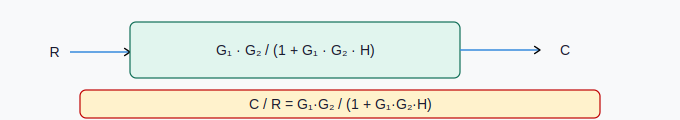 R
G₁ · G₂ / (1 + G₁ · G₂ · H)
C
C / R = G₁·G₂ / (1 + G₁·G₂·H)